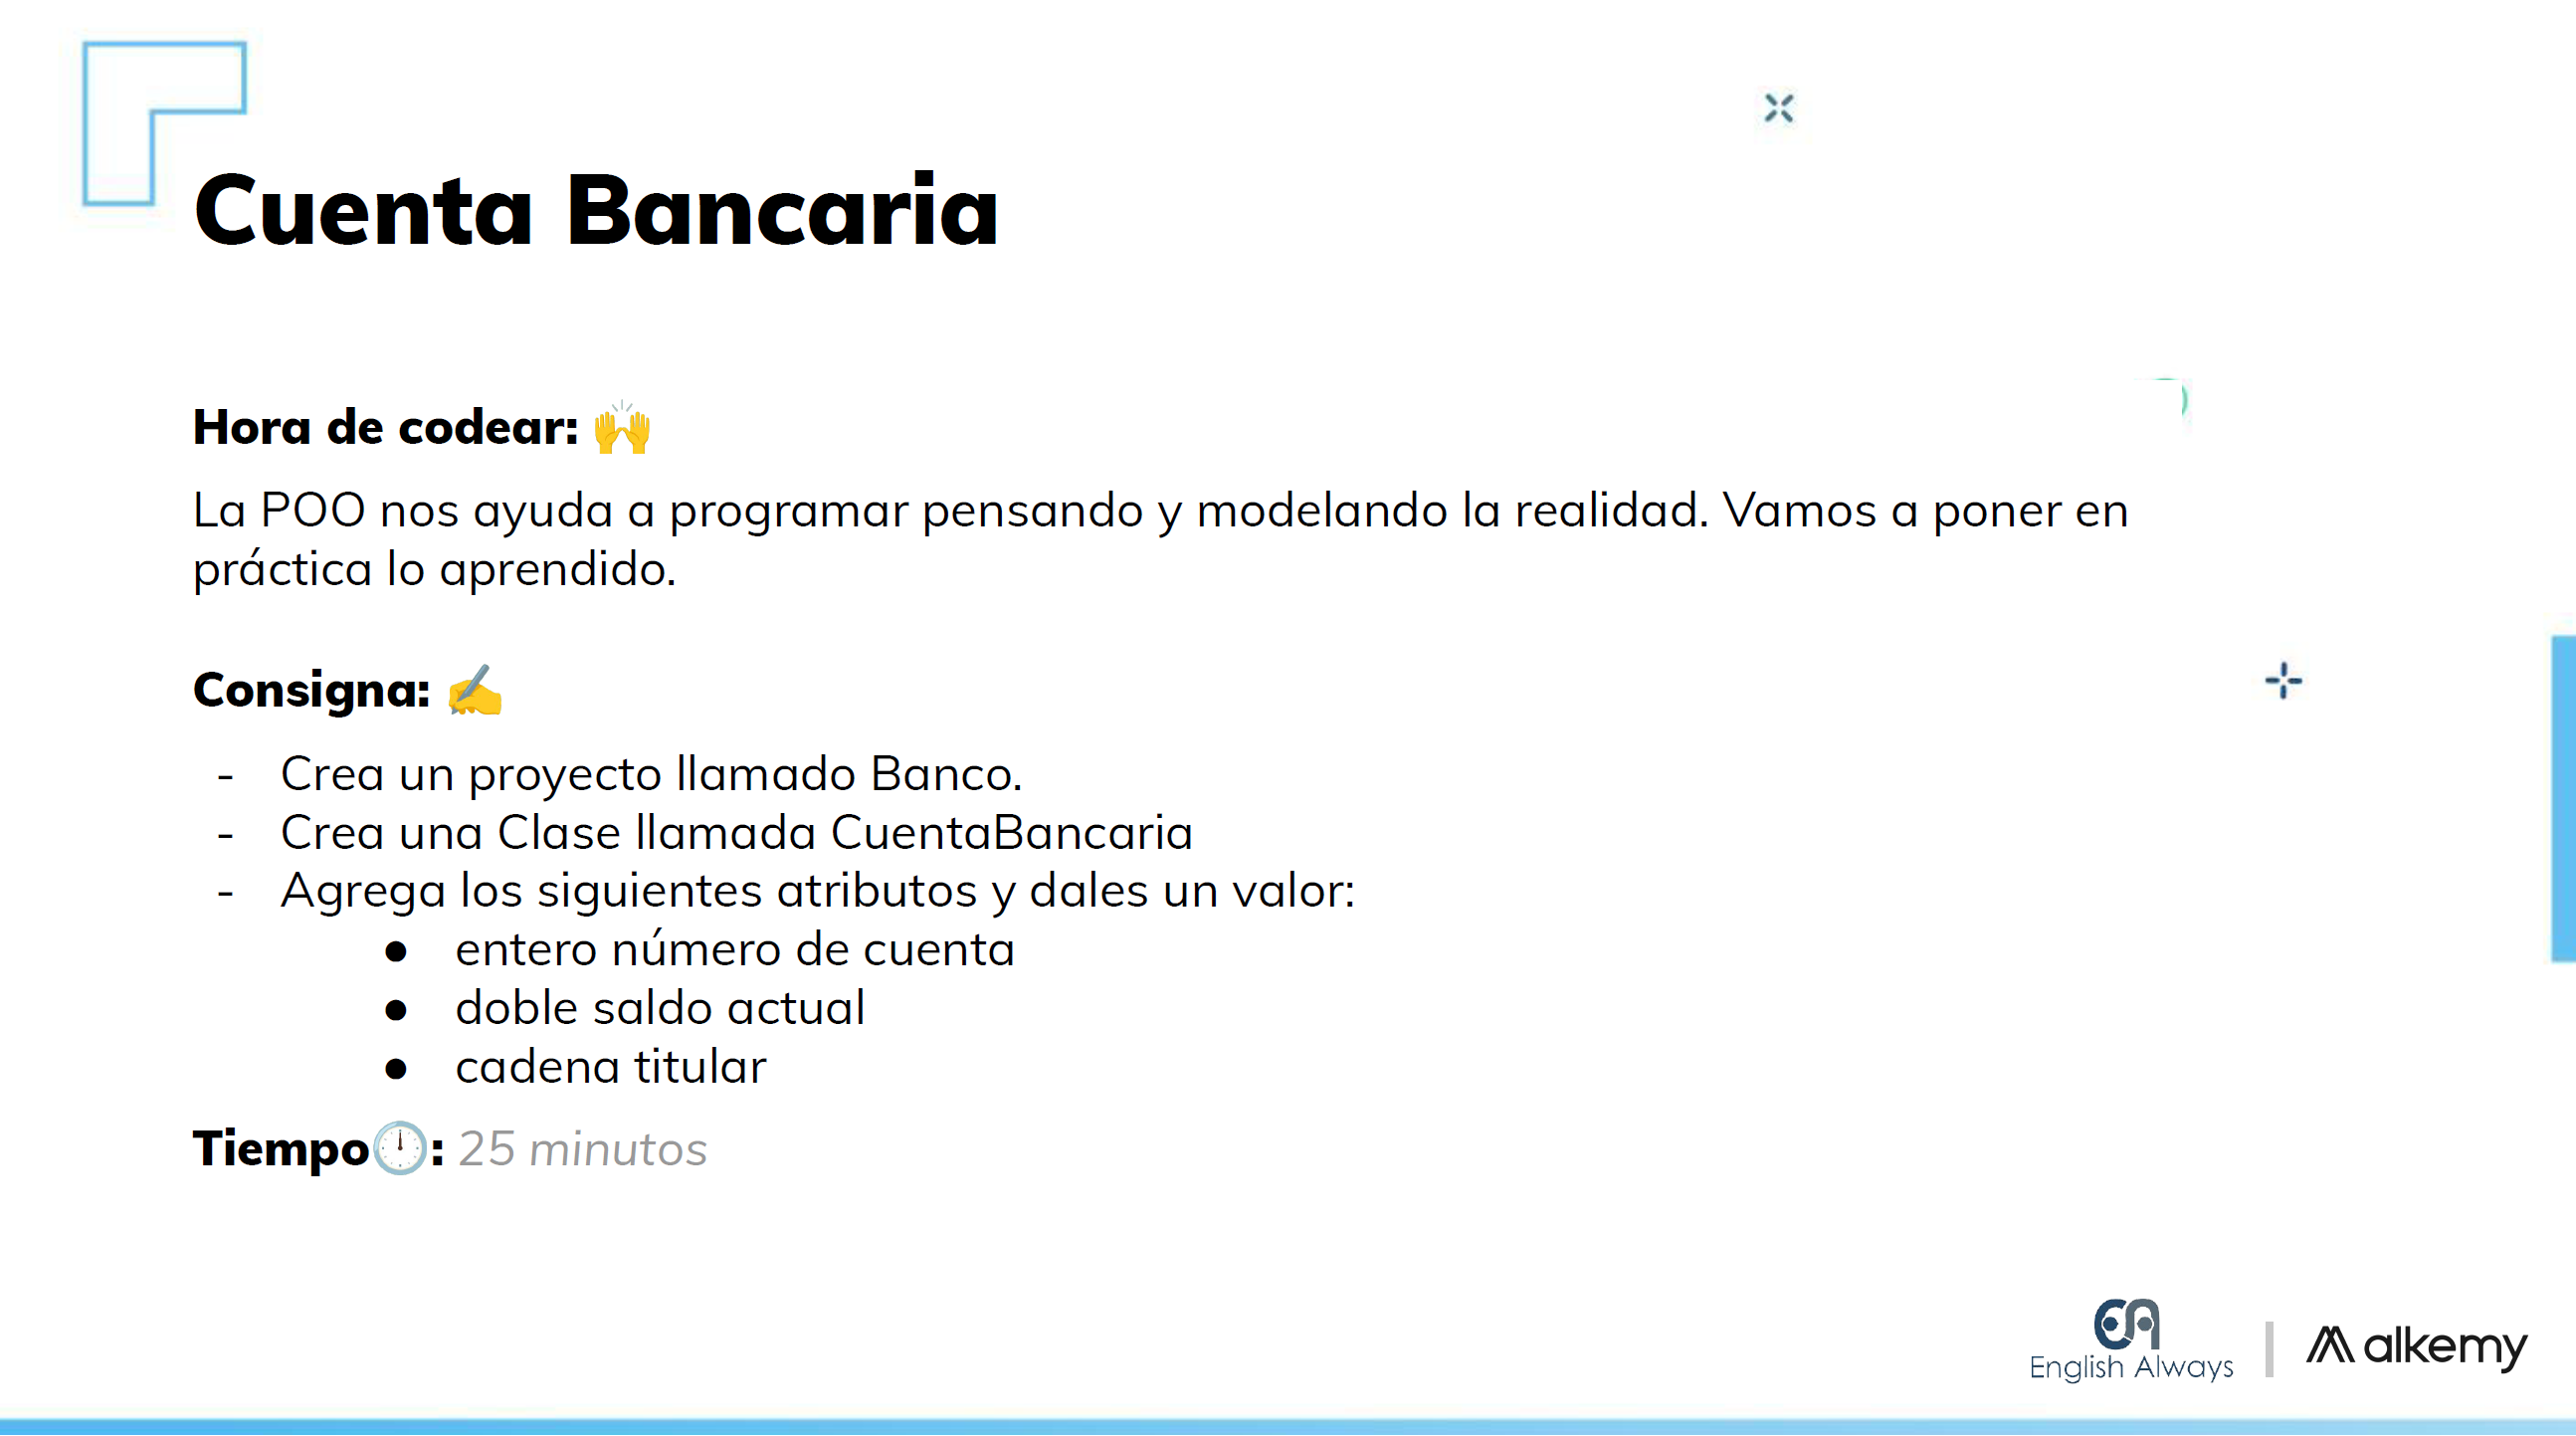 Cuenta Bancaria
Hora de codear: 🙌
La POO nos ayuda a programar pensando y modelando la realidad. Vamos a poner en
práctica lo aprendido.
Consigna: ✍️
- Crea un proyecto llamado Banco.
- Crea una Clase llamada CuentaBancaria
- Agrega los siguientes atributos y dales un valor:
● entero número de cuenta
● doble saldo actual
● cadena titular
Tiempo🕛: 25 minutos
English Always
alkemy